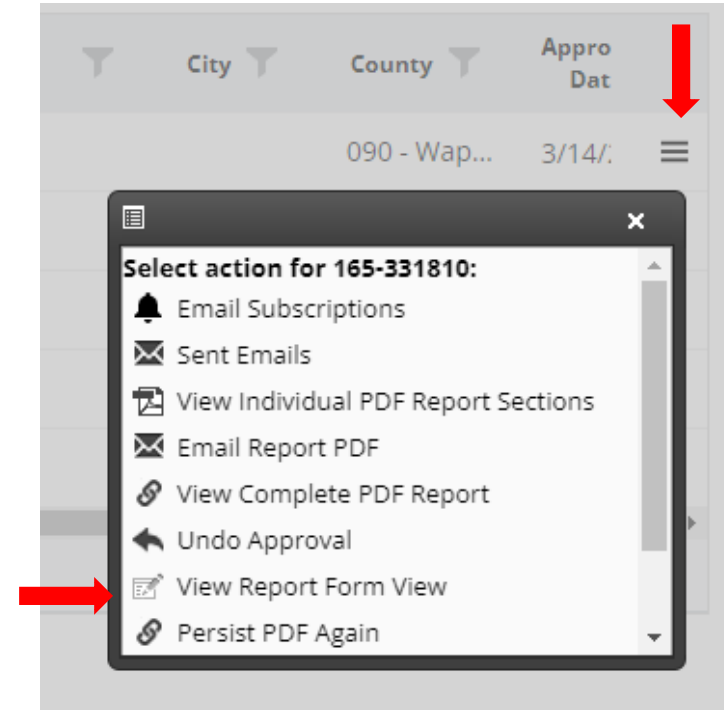 City County Appro
Dat
090 - Wap... 3/14/:
Select action for 165-331810:
Email Subscriptions
Sent Emails
View Individual PDF Report Sections
Email Report PDF
View Complete PDF Report
Undo Approval
View Report Form View
Persist PDF Again